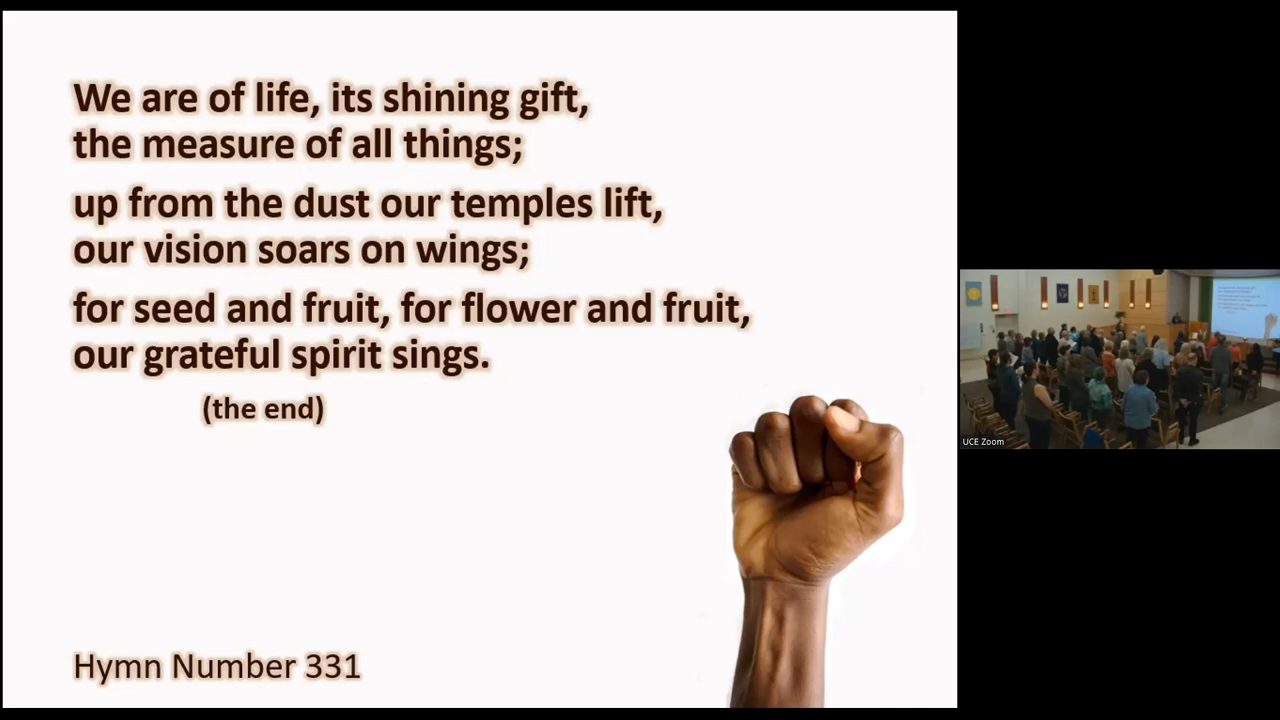 We are of life, its shining gift,
the measure of all things;
up from the dust our temples lift,
our vision soars on wings;
for seed and fruit, for flower and fruit,
our grateful spirit sings.
(the end)
Hymn Number 331
UCE Zoom